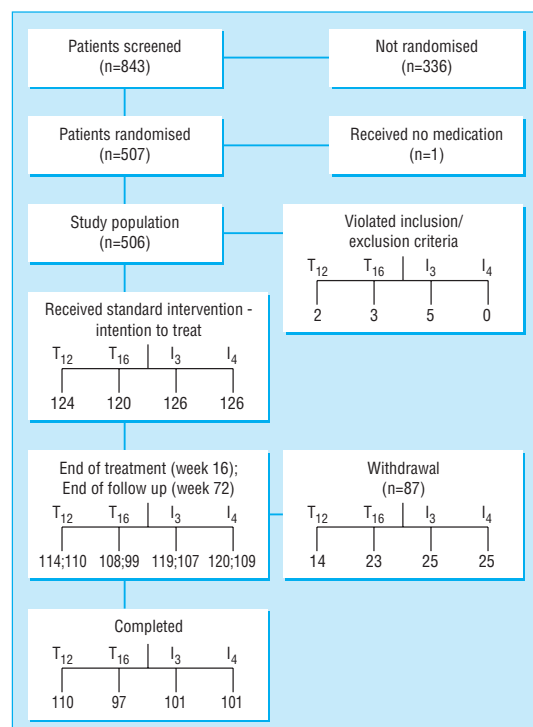 Patients screened
(n=843)
Not randomised
(n=336)
Patients randomised
(n=507)
Received no medication
(n=1)
Study population
(n=506)
Violated inclusion/
exclusion criteria
T12 T16 I3 I4
2 3 5 0
Received standard intervention -
intention to treat
T12 T16 I3 I4
124 120 126 126
End of treatment (week 16);
End of follow up (week 72)
T12 T16 I3 I4
114;110 108;99 119;107 120;109
Withdrawal
(n=87)
T12 T16 I3 I4
14 23 25 25
Completed
T12 T16 I3 I4
110 97 101 101